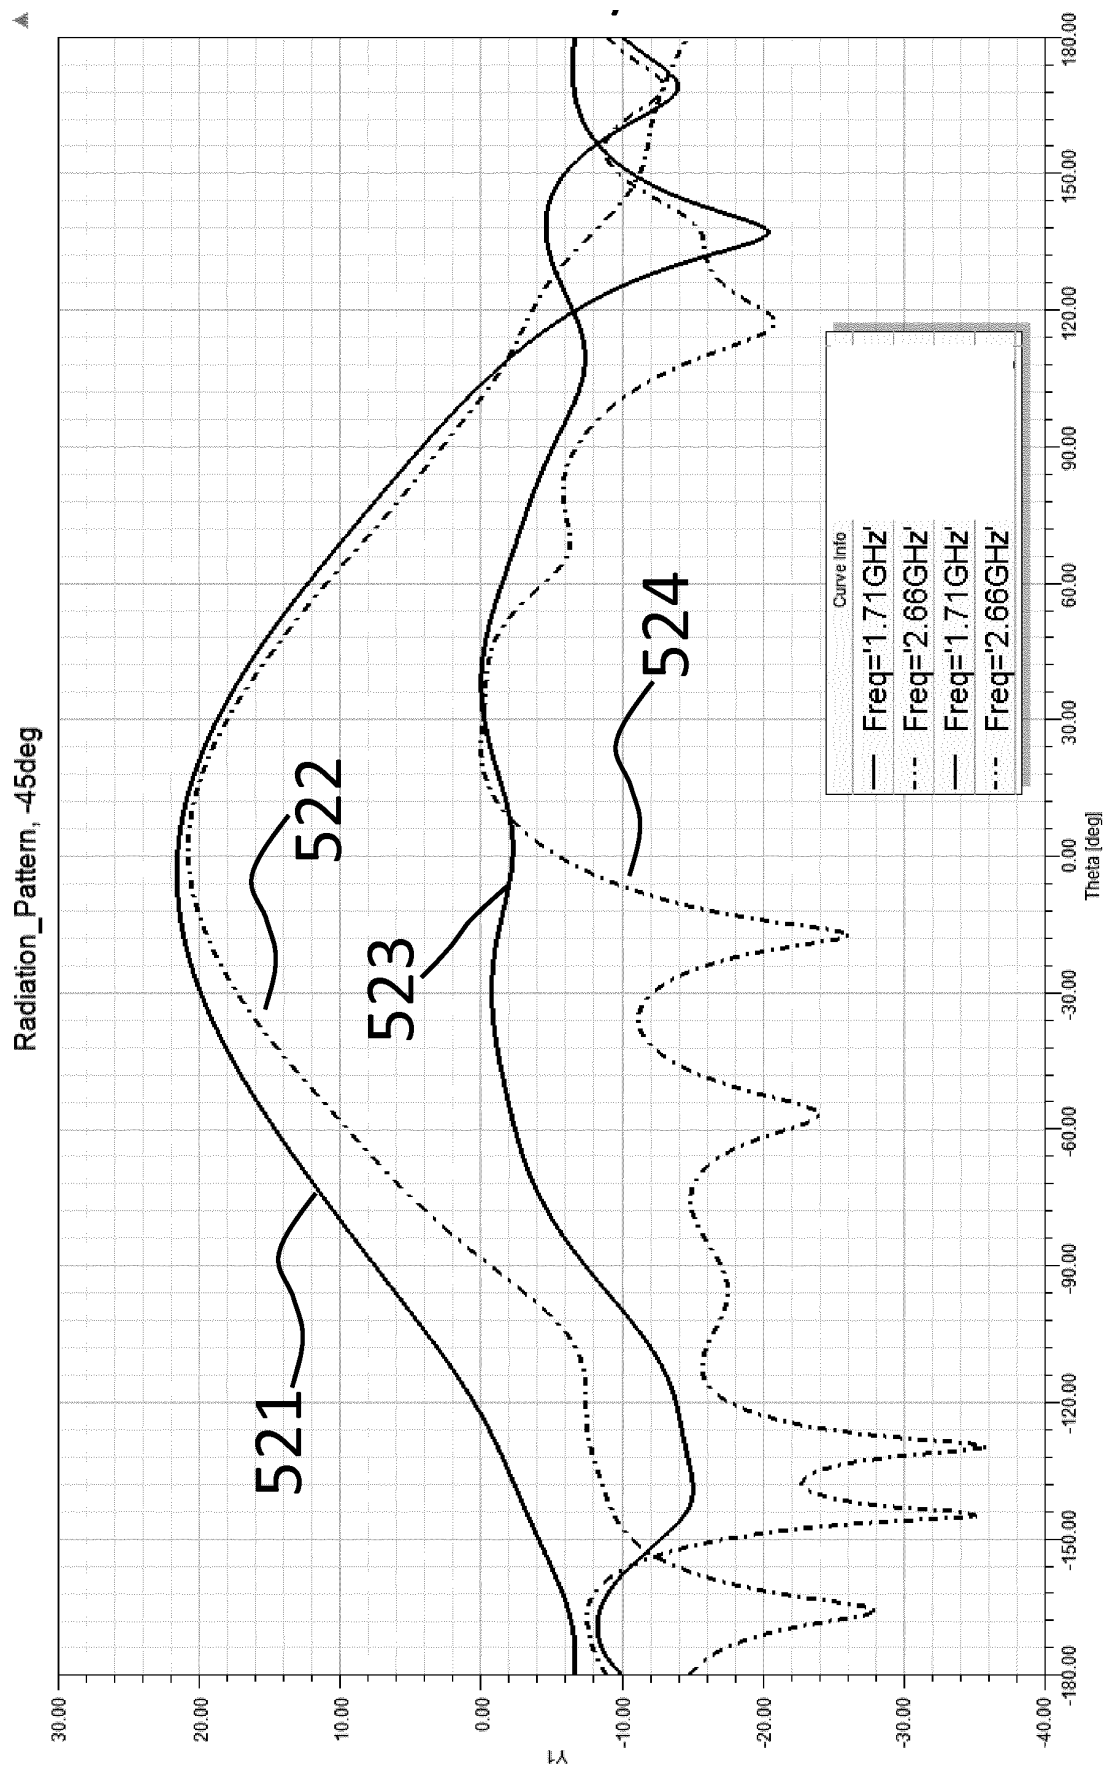 Radiation_Pattern, -45deg
30.00
20.00
10.00
0.00
-10.00
-20.00
-30.00
-40.00
Y1
521
522
523
524
Curve Info
Freq='1.71GHz'
Freq='2.66GHz'
Freq='1.71GHz'
Freq='2.66GHz'
-180.00 -150.00 -120.00 -90.00 -60.00 -30.00 0.00 30.00 60.00 90.00 120.00 150.00 180.00
Theta [deg]